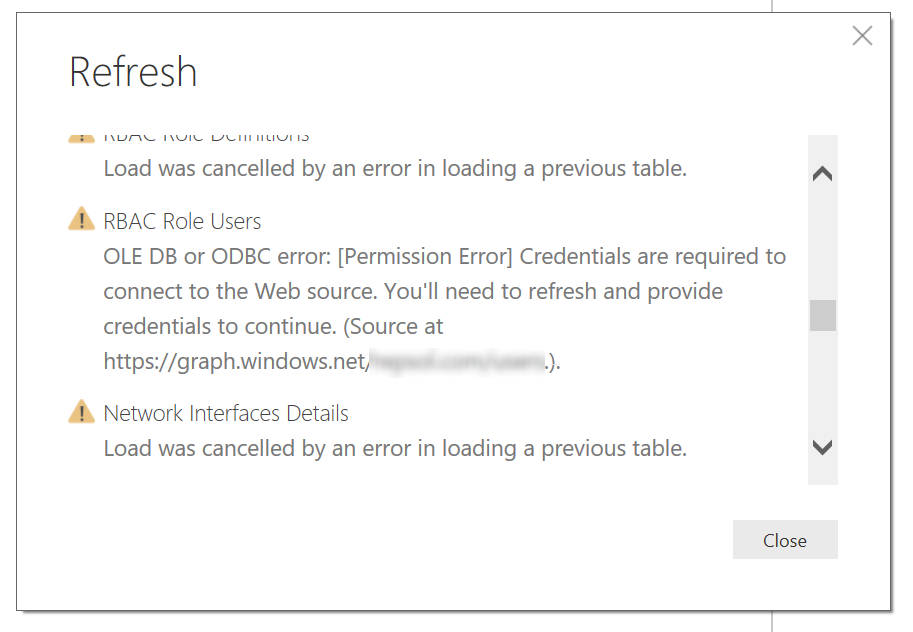 Refresh
RBAC Role Definitions
Load was cancelled by an error in loading a previous table.
RBAC Role Users
OLE DB or ODBC error: [Permission Error] Credentials are required to
connect to the Web source. You'll need to refresh and provide
credentials to continue. (Source at
https://graph.windows.net/ .).
Network Interfaces Details
Load was cancelled by an error in loading a previous table.
Close